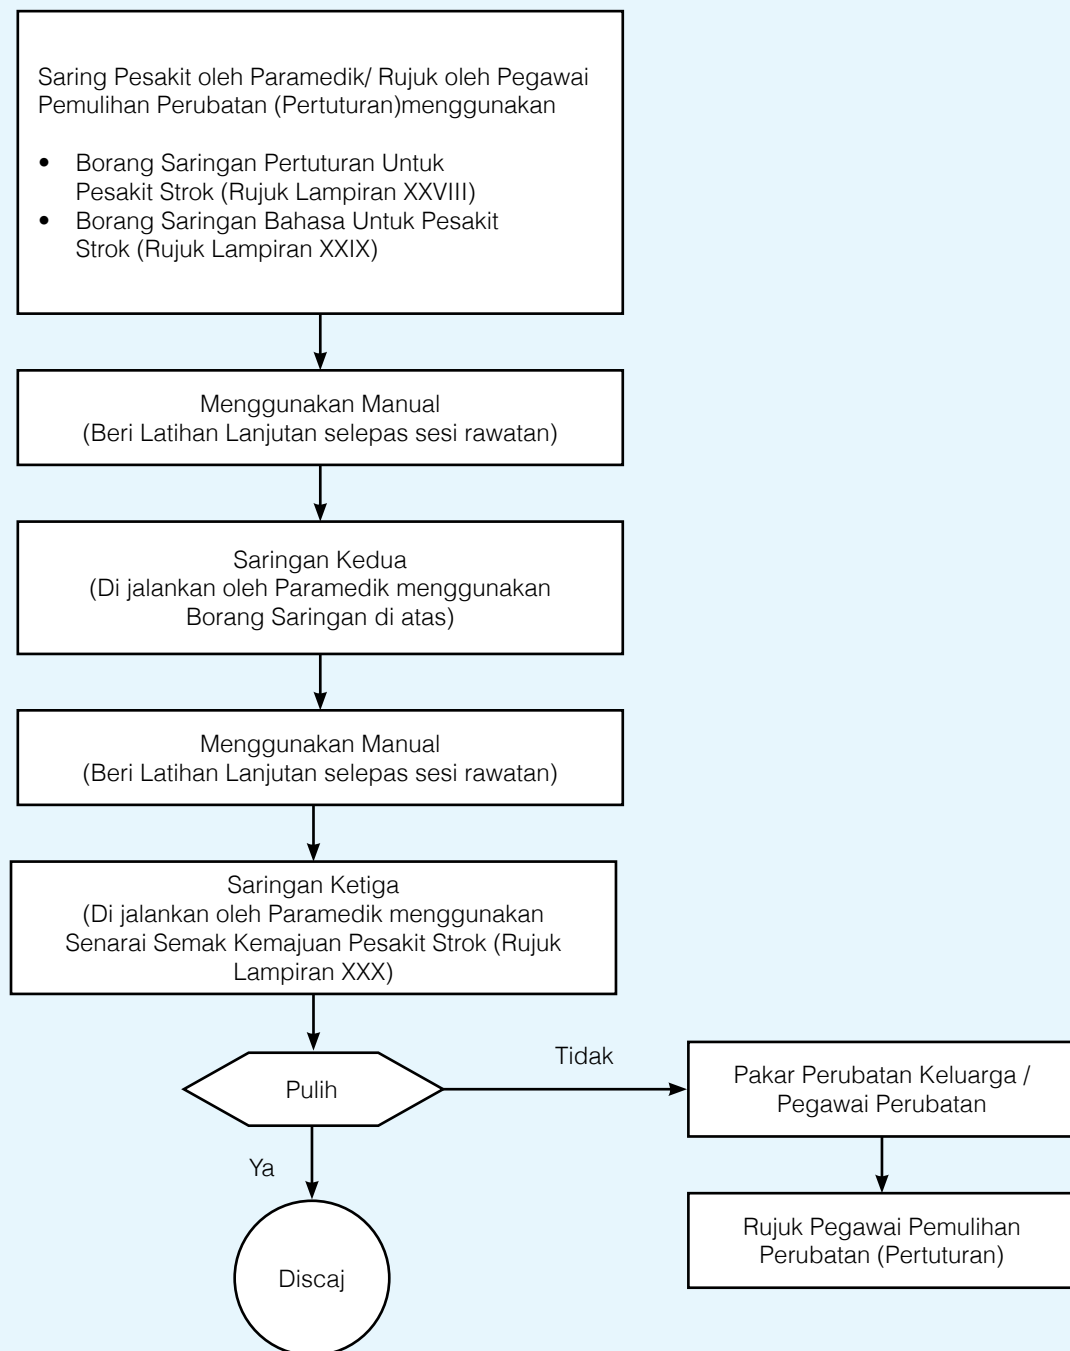 Saring Pesakit oleh Paramedik/ Rujuk oleh Pegawai
Pemulihan Perubatan (Pertuturan)menggunakan
• Borang Saringan Pertuturan Untuk
Pesakit Strok (Rujuk Lampiran XXVIII)
• Borang Saringan Bahasa Untuk Pesakit
Strok (Rujuk Lampiran XXIX)
Menggunakan Manual
(Beri Latihan Lanjutan selepas sesi rawatan)
Saringan Kedua
(Di jalankan oleh Paramedik menggunakan
Borang Saringan di atas)
Menggunakan Manual
(Beri Latihan Lanjutan selepas sesi rawatan)
Saringan Ketiga
(Di jalankan oleh Paramedik menggunakan
Senarai Semak Kemajuan Pesakit Strok (Rujuk
Lampiran XXX)
Pulih
Tidak
Pakar Perubatan Keluarga /
Pegawai Perubatan
Rujuk Pegawai Pemulihan
Perubatan (Pertuturan)
Ya
Discaj